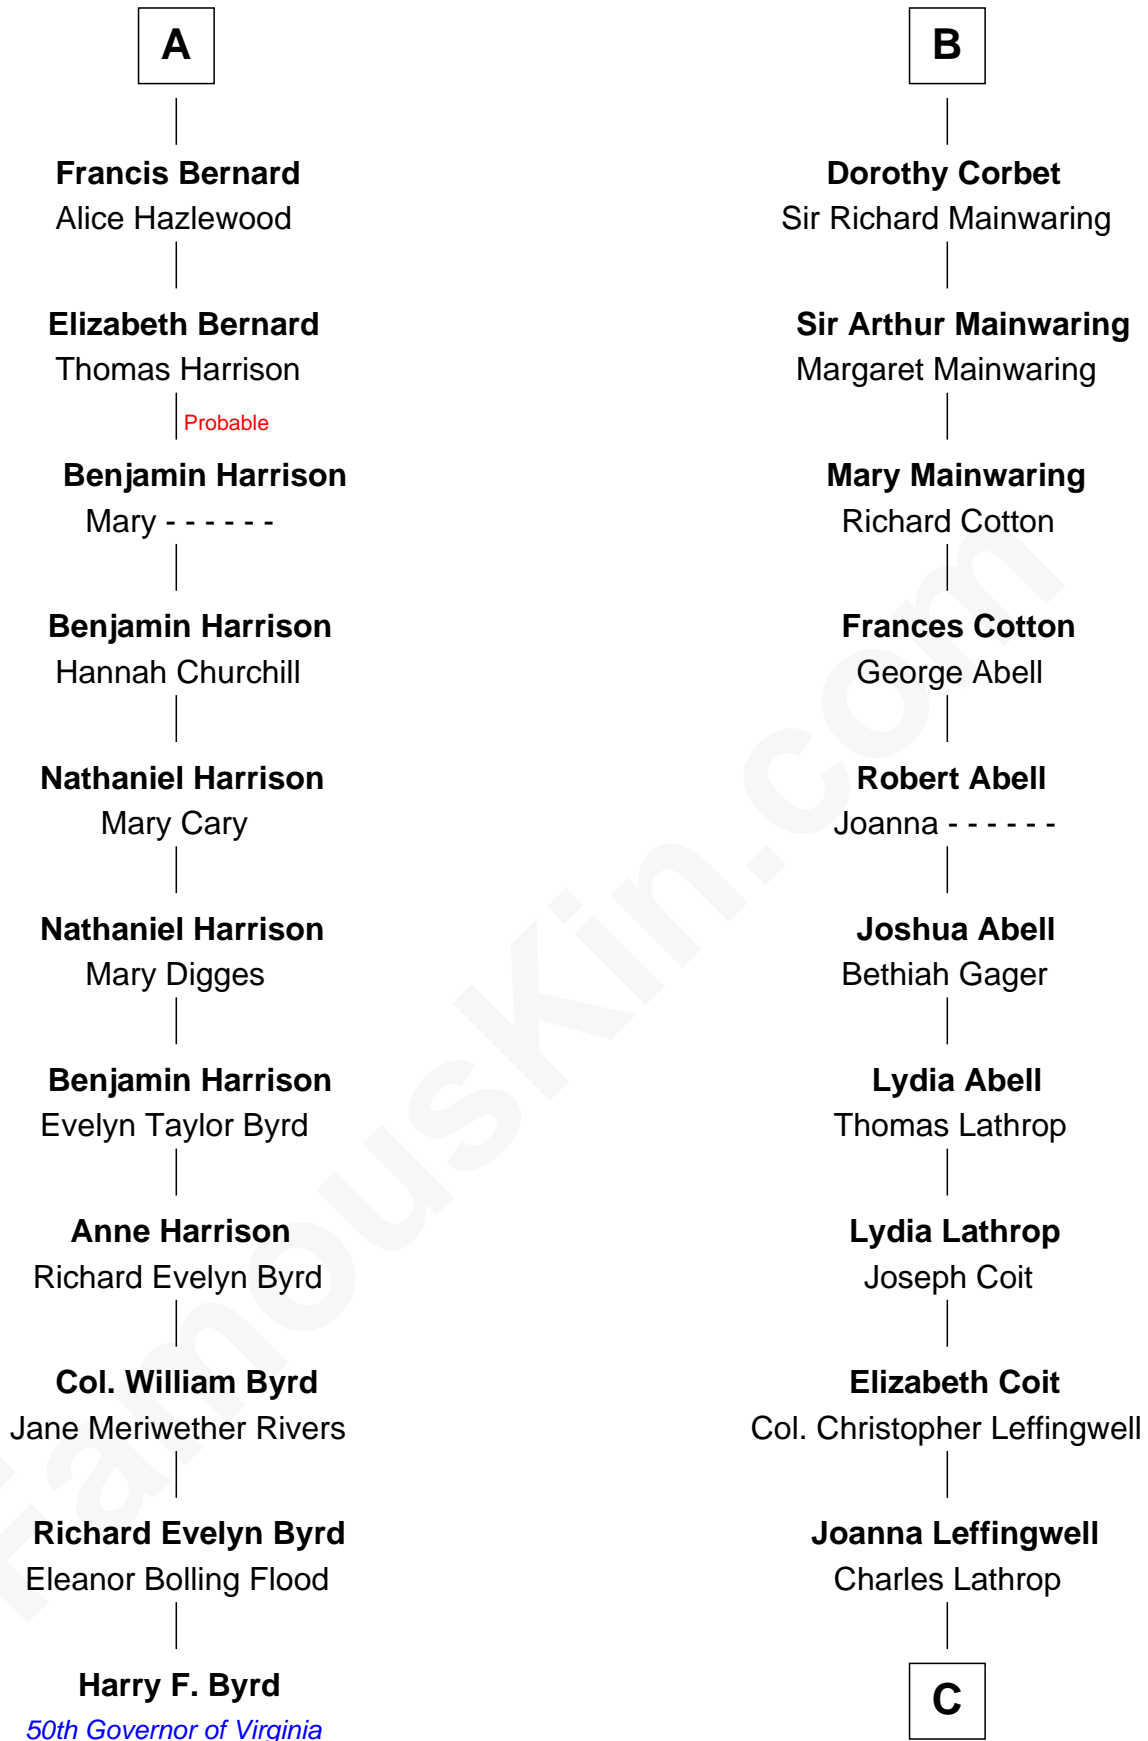 A
Francis Bernard
Alice Hazlewood
Elizabeth Bernard
Thomas Harrison
Probable
Benjamin Harrison
Mary - - - - - -
Benjamin Harrison
Hannah Churchill
Nathaniel Harrison
Mary Cary
Nathaniel Harrison
Mary Digges
Benjamin Harrison
Evelyn Taylor Byrd
Anne Harrison
Richard Evelyn Byrd
Col. William Byrd
Jane Meriwether Rivers
Richard Evelyn Byrd
Eleanor Bolling Flood
Harry F. Byrd
50th Governor of Virginia
B
Dorothy Corbet
Sir Richard Mainwaring
Sir Arthur Mainwaring
Margaret Mainwaring
Mary Mainwaring
Richard Cotton
Frances Cotton
George Abell
Robert Abell
Joanna - - - - - -
Joshua Abell
Bethiah Gager
Lydia Abell
Thomas Lathrop
Lydia Lathrop
Joseph Coit
Elizabeth Coit
Col. Christopher Leffingwell
Joanna Leffingwell
Charles Lathrop
C
FamousKin.com